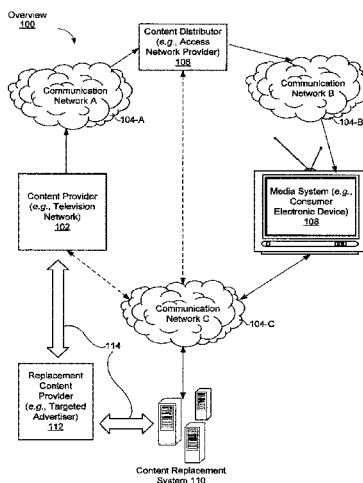 Overview
100
Content Distributor
(e.g., Access
Network Provider)
108
Communication
Network A
104-A
Communication
Network B
104-B
Content Provider
(e.g., Television
Network)
102
Media System (e.g.,
Consumer
Electronic Device)
108
Communication
Network C
104-C
114
Replacement
Content
Provider
(e.g., Targeted
Advertiser)
112
Content Replacement
System 110